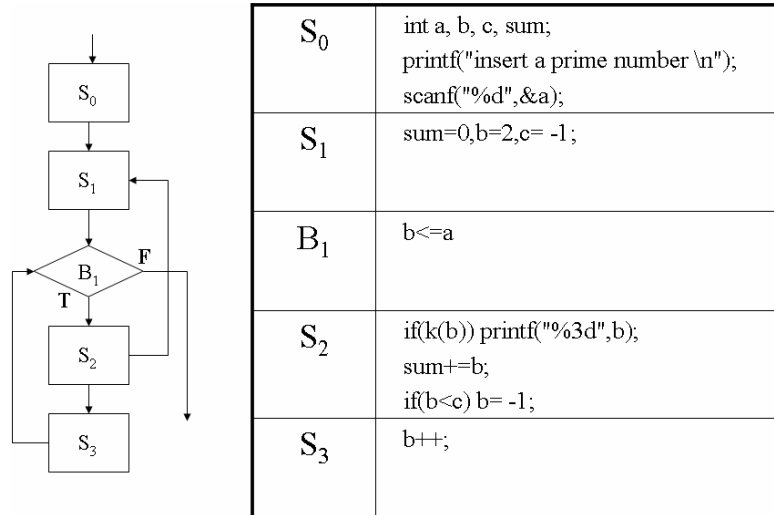 S0
S1
B1
F
T
S2
S3
S0
int a, b, c, sum;
printf("insert a prime number \n");
scanf("%d",&a);
S1
sum=0,b=2,c= -1;
B1
b<=a
S2
if(k(b)) printf("%3d",b);
sum+=b;
if(b<c) b= -1;
S3
b++;